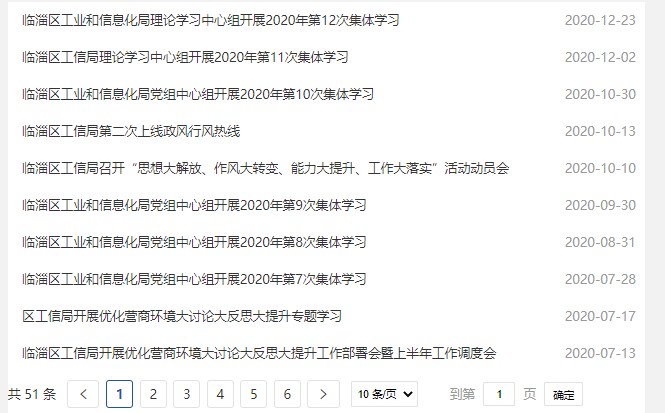 临淄区工业和信息化局理论学习中心组开展2020年第12次集体学习 2020-12-23
临淄区工信局理论学习中心组开展2020年第11次集体学习 2020-12-02
临淄区工业和信息化局党组中心组开展2020年第10次集体学习 2020-10-30
临淄区工信局第二次上线政风行风热线 2020-10-13
临淄区工信局召开“思想大解放、作风大转变、能力大提升、工作大落实”活动动员会 2020-10-10
临淄区工业和信息化局党组中心组开展2020年第9次集体学习 2020-09-30
临淄区工业和信息化局党组中心组开展2020年第8次集体学习 2020-08-31
临淄区工业和信息化局党组中心组开展2020年第7次集体学习 2020-07-28
区工信局开展优化营商环境大讨论大反思大提升专题学习 2020-07-17
临淄区工信局开展优化营商环境大讨论大反思大提升工作部署会暨上半年工作调度会 2020-07-13
共 51 条 < 1 2 3 4 5 6 > 10 条/页 到第 1 页 确定